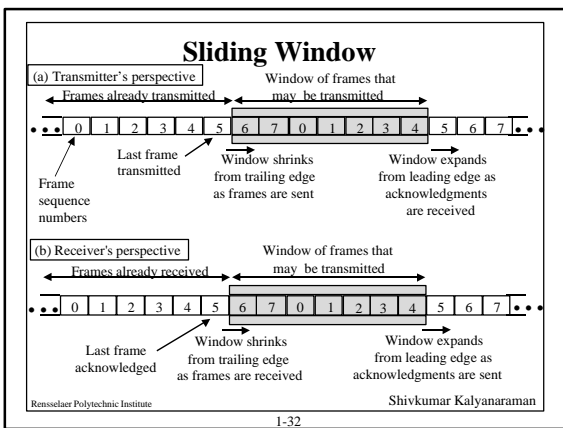 Sliding Window
(a) Transmitter's perspective
Window of frames that
may be transmitted
Frames already transmitted
• • • 0 1 2 3 4 5 6 7 0 1 2 3 4 5 6 7 • • •
Last frame
transmitted
Window shrinks
from trailing edge
as frames are sent
Window expands
from leading edge as
acknowledgments
are received
Frame
sequence
numbers
(b) Receiver's perspective
Window of frames that
may be transmitted
Frames already received
• • • 0 1 2 3 4 5 6 7 0 1 2 3 4 5 6 7 • • •
Last frame
acknowledged
Window shrinks
from trailing edge
as frames are received
Window expands
from leading edge as
acknowledgments are sent
Rensselaer Polytechnic Institute
Shivkumar Kalyanaraman
1-32